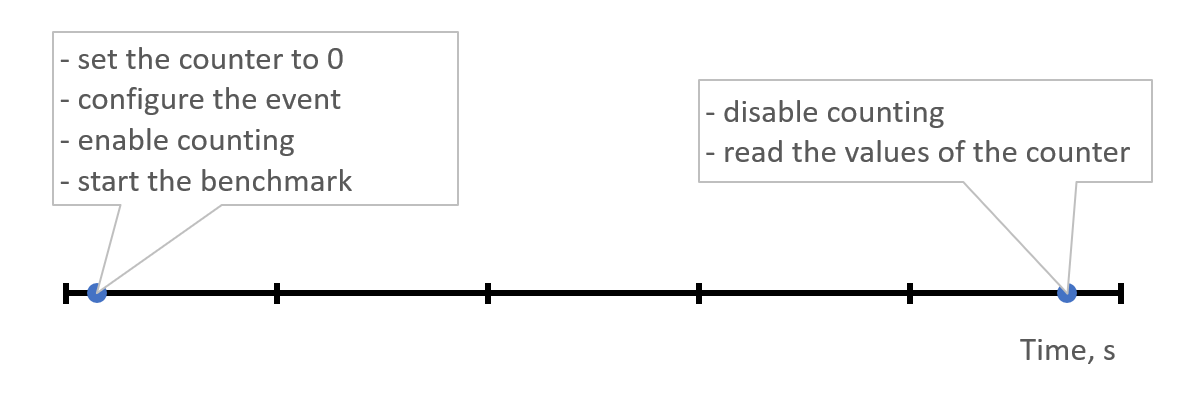 - set the counter to 0
- configure the event
- enable counting
- start the benchmark
- disable counting
- read the values of the counter
Time, s